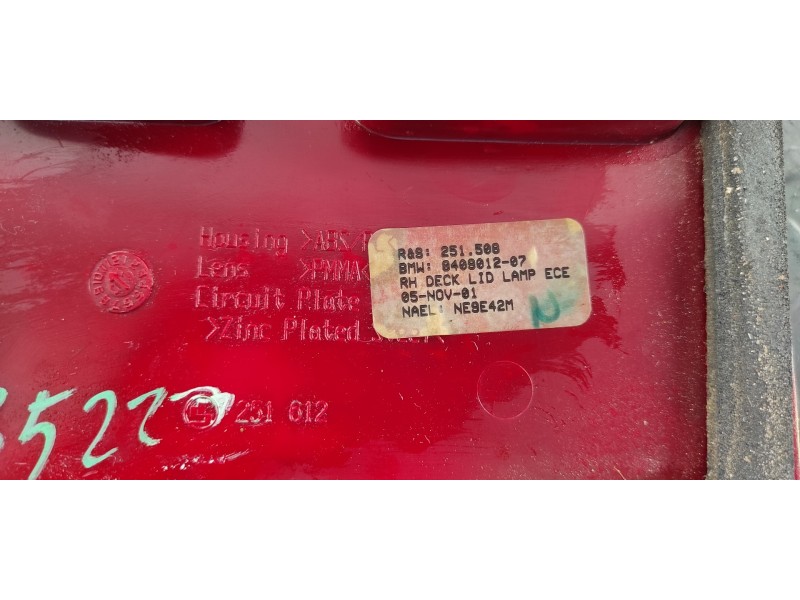 Housing >ABS/
Lens >PMMA<
Circuit Plate
>Zinc Plated
R&S: 251.508
BMW: 8409012-07
RH DECK LID LAMP ECE
05-NOV-01
NAEL: NE9E42M
N
5222
251 612